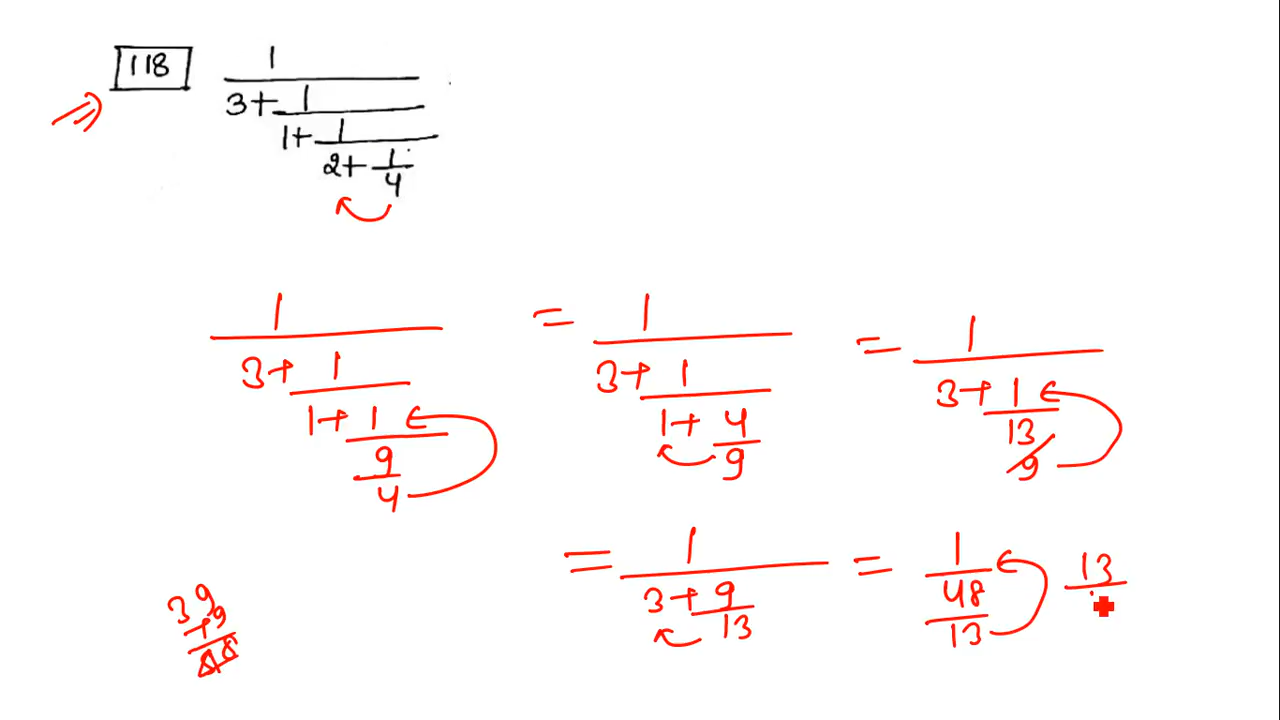 118
1
3+ 1
1+ 1
2+ 1
4
1 = 1 = 1
3+ 1 3+ 1 3+ 1
1+ 1 1+ 4 13
9 9 9
4
= 1 = 1 13
3+ 9 48
13 13
39
+9
48